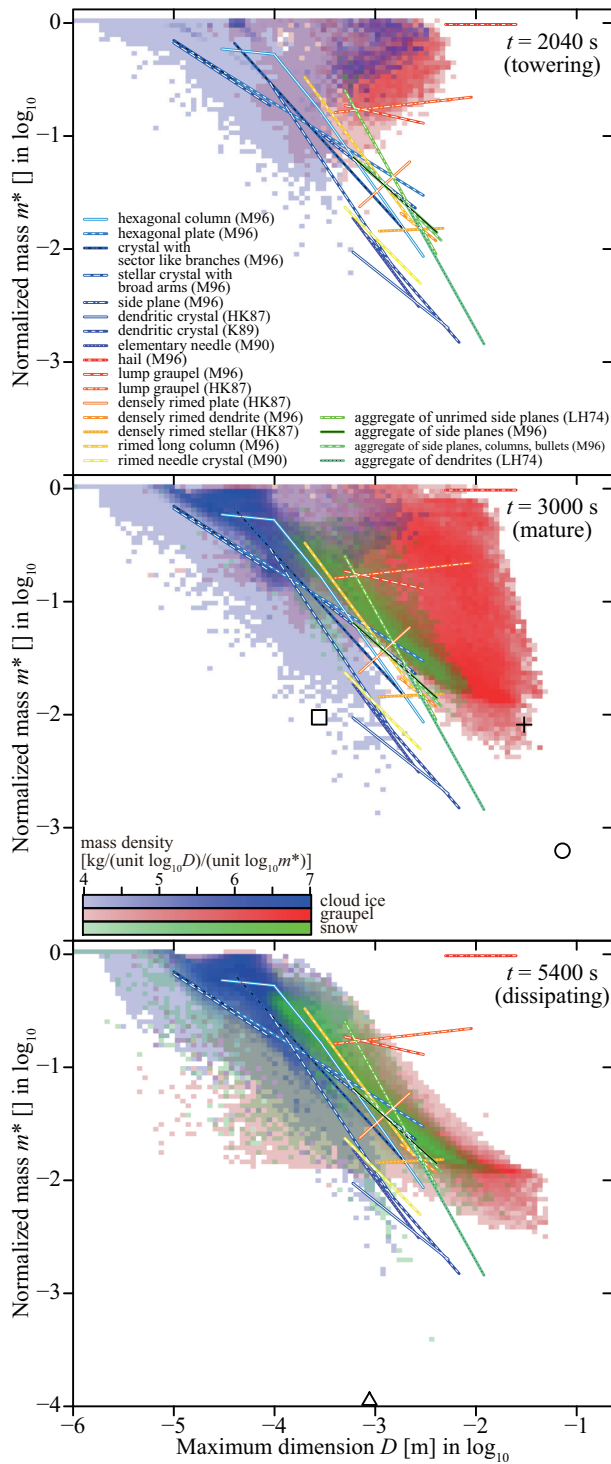 0
t = 2040 s
(towering)
−1
Normalized mass m* [] in log10
hexagonal column (M96)
hexagonal plate (M96)
crystal with
sector like branches (M96)
stellar crystal with
broad arms (M96)
side plane (M96)
dendritic crystal (HK87)
dendritic crystal (K89)
elementary needle (M90)
hail (M96)
lump graupel (M96)
lump graupel (HK87)
densely rimed plate (HK87)
densely rimed dendrite (M96)
densely rimed stellar (HK87)
rimed long column (M96)
rimed needle crystal (M90)
aggregate of unrimed side planes (LH74)
aggregate of side planes (M96)
aggregate of side planes, columns, bullets (M96)
aggregate of dendrites (LH74)
−2
−3
0
t = 3000 s
(mature)
−1
Normalized mass m* [] in log10
−2
−3
mass density
[kg/(unit log10D)/(unit log10m*)]
4 5 6 7
cloud ice
graupel
snow
0
t = 5400 s
(dissipating)
−1
Normalized mass m* [] in log10
−2
−3
−4
−6 −5 −4 −3 −2 −1
Maximum dimension D [m] in log10